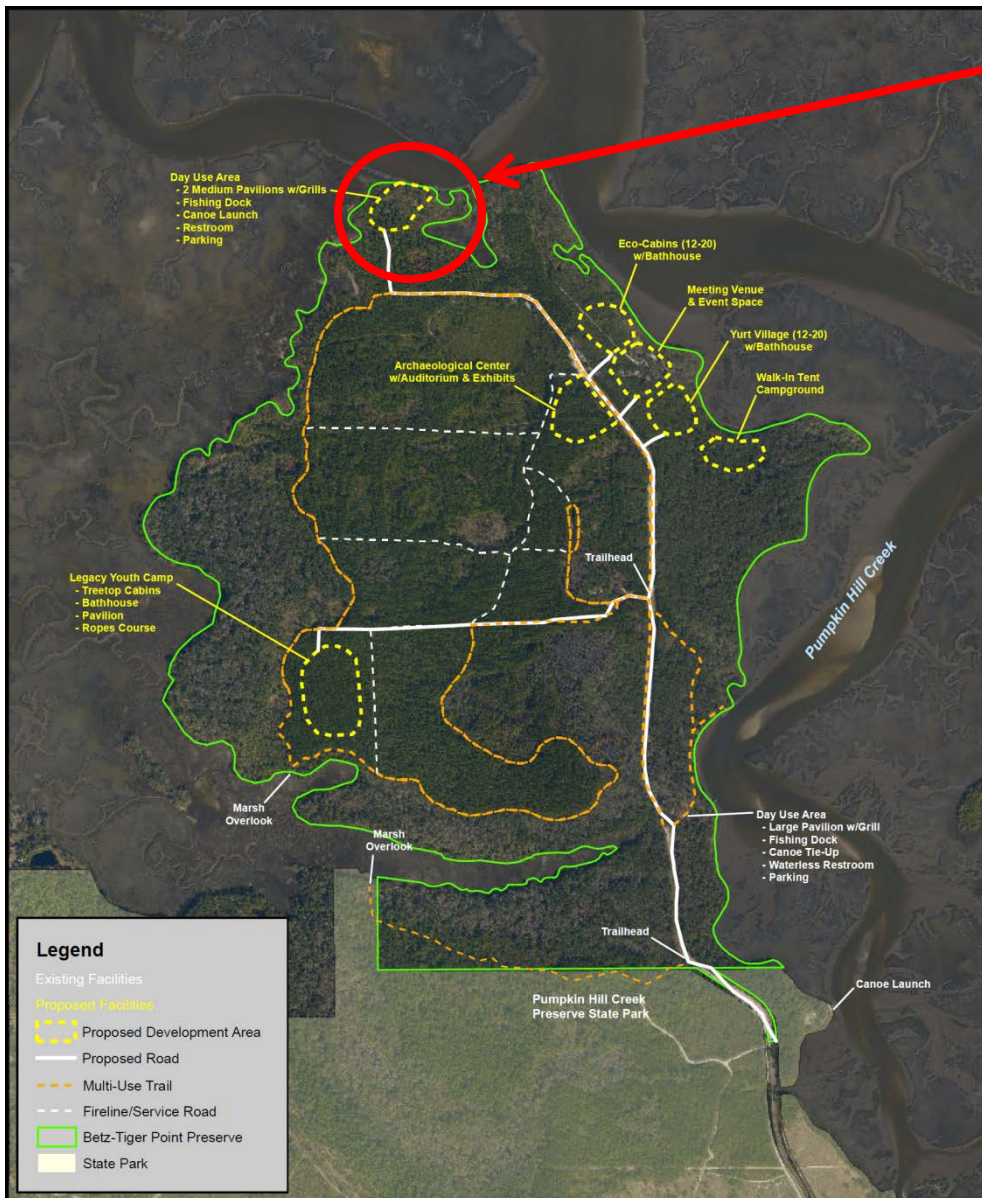 Day Use Area
- 2 Medium Pavilions w/Grills
- Fishing Dock
- Canoe Launch
- Restroom
- Parking
Eco-Cabins (12-20)
w/Bathhouse
Meeting Venue
& Event Space
Yurt Village (12-20)
w/Bathhouse
Walk-In Tent
Campground
Archaeological Center
w/Auditorium & Exhibits
Trailhead
Pumpkin Hill Creek
Legacy Youth Camp
- Treetop Cabins
- Bathhouse
- Pavilion
- Ropes Course
Marsh
Overlook
Marsh
Overlook
Day Use Area
- Large Pavilion w/Grill
- Fishing Dock
- Canoe Tie-Up
- Waterless Restroom
- Parking
Trailhead
Canoe Launch
Pumpkin Hill Creek
Preserve State Park
Legend
Existing Facilities
Proposed Facilities
Proposed Development Area
Proposed Road
Multi-Use Trail
Fireline/Service Road
Betz-Tiger Point Preserve
State Park